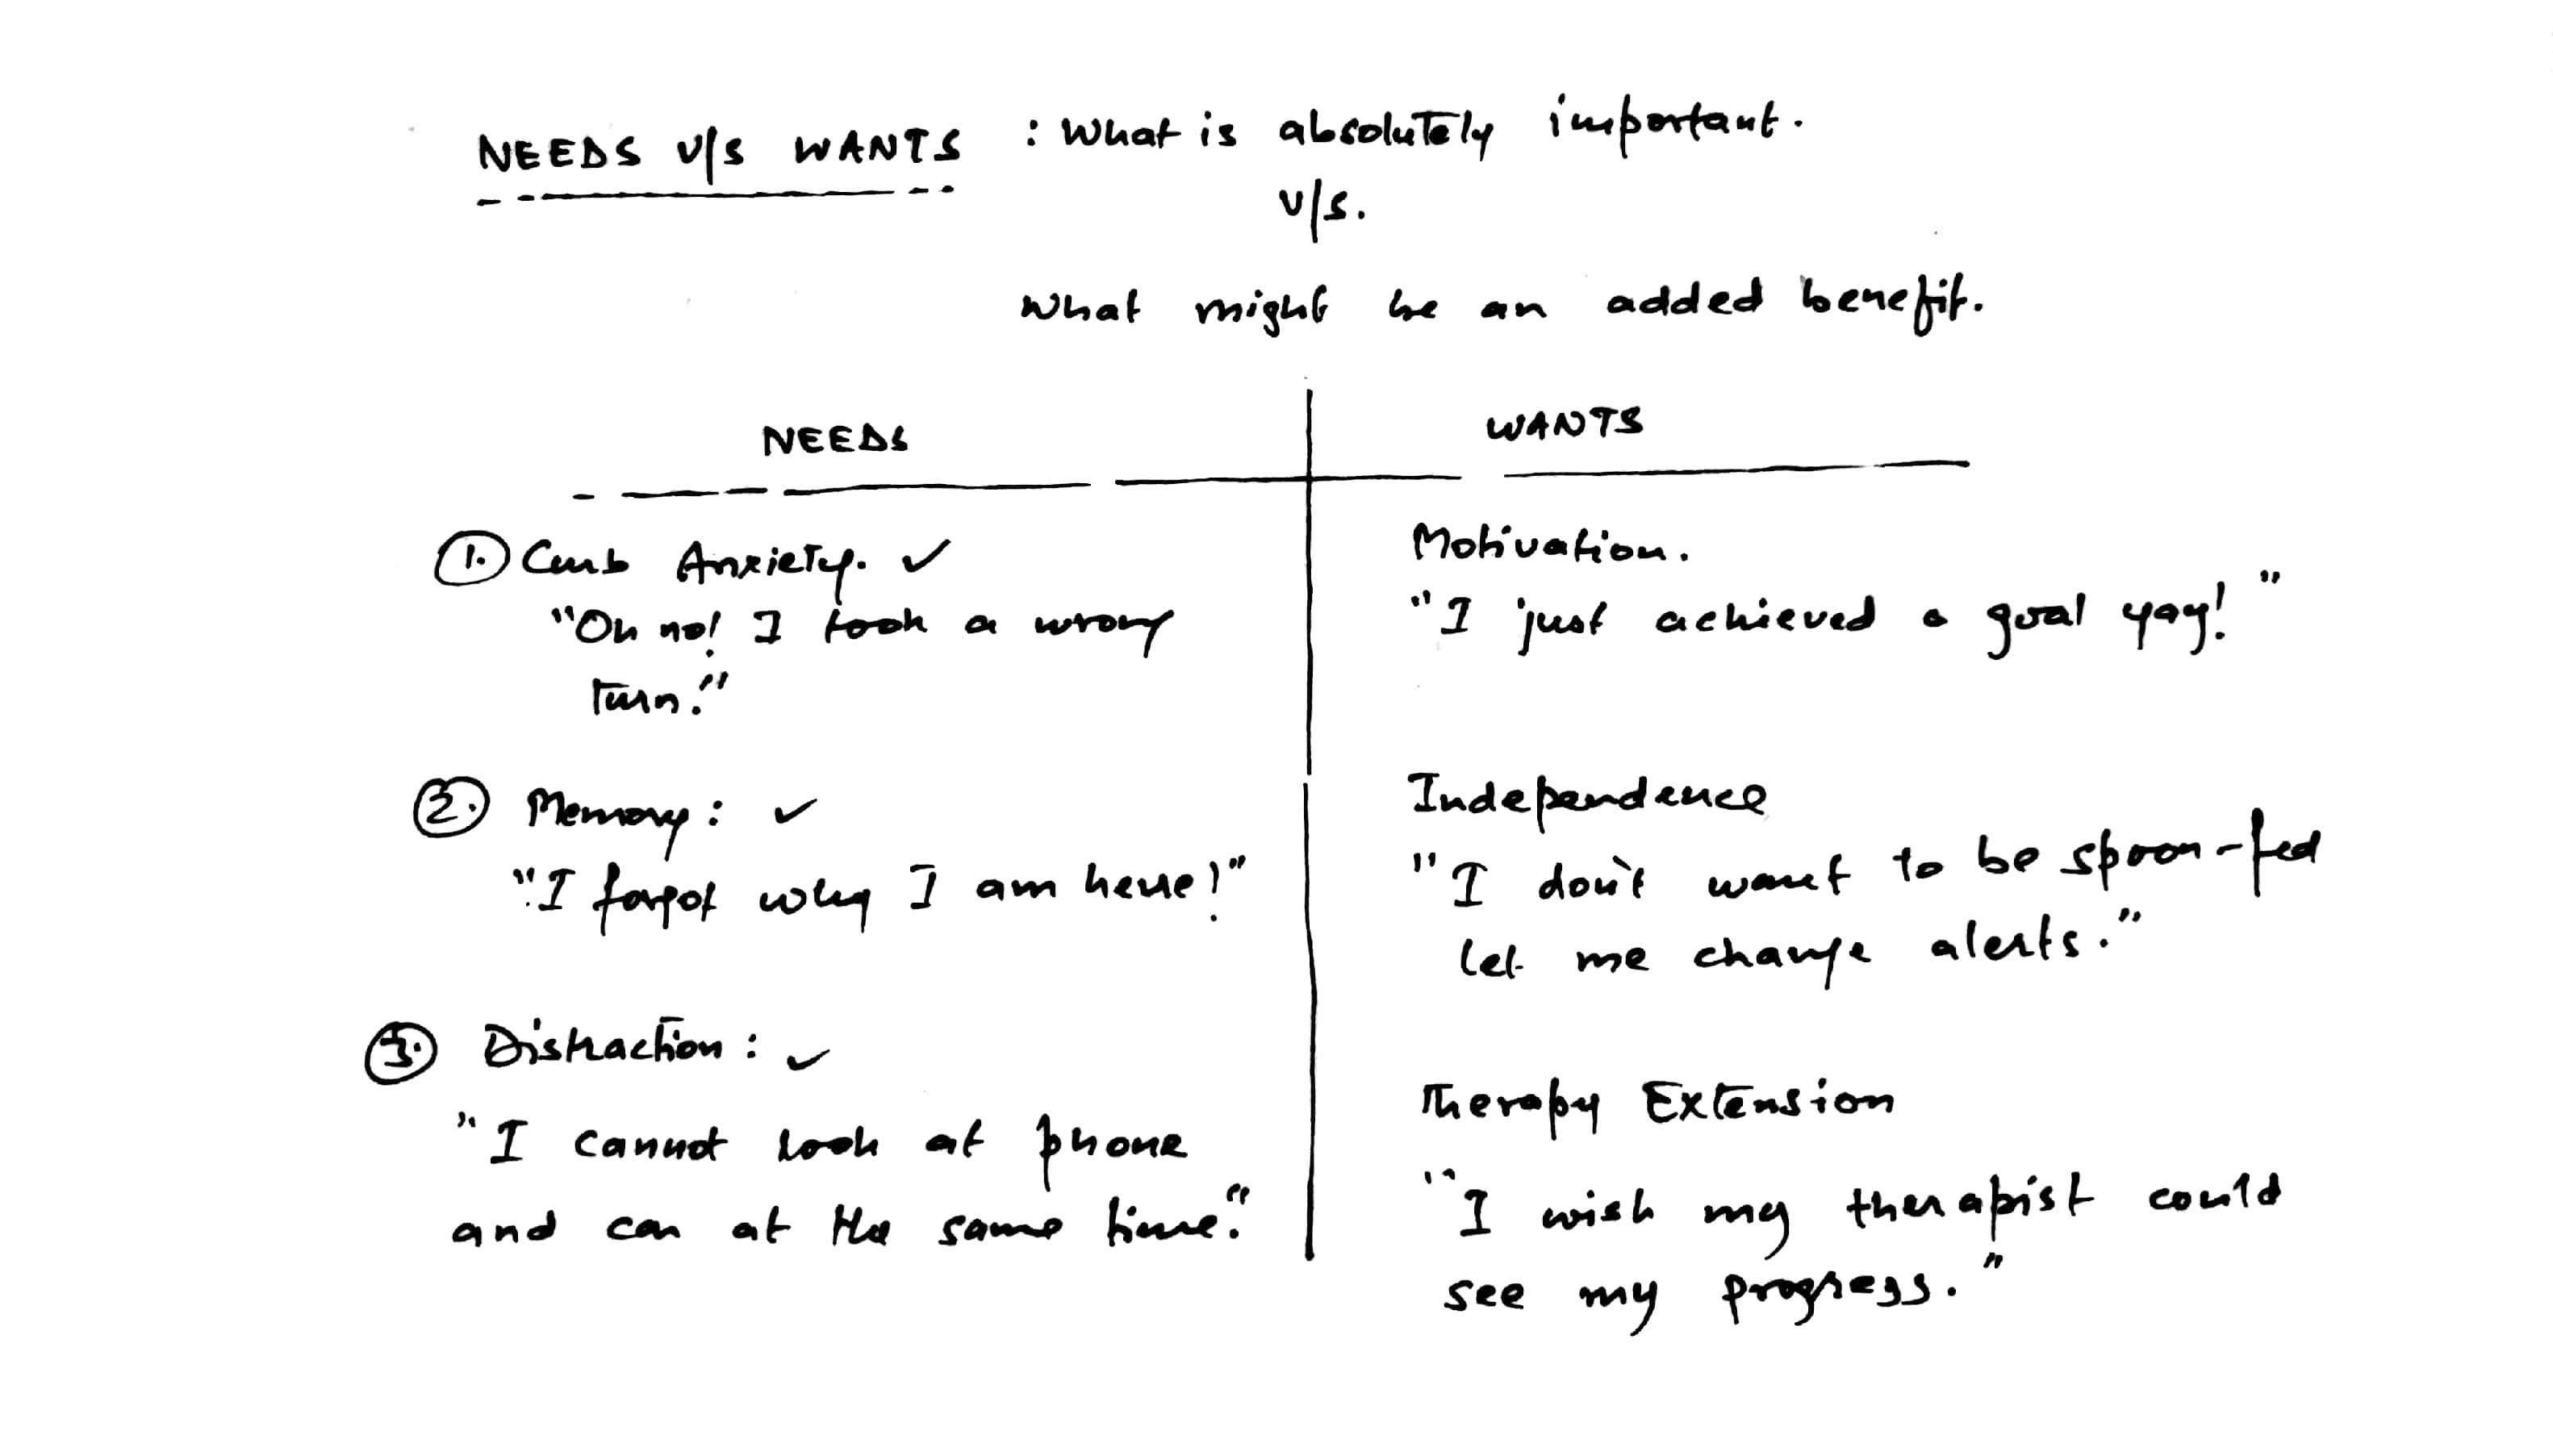 NEEDS v/s WANTS : What is absolutely important.
v/s.
What might be an added benefit.
NEEDS
WANTS
1. Curb Anxiety. ✓
"Oh no! I took a wrong
turn."
2. Memory: ✓
"I forgot why I am here!"
3. Distraction: ✓
"I cannot look at phone
and car at the same time."
Motivation.
"I just achieved a goal yay!"
Independence
"I don't want to be spoon-fed
let me change alerts."
Therapy Extension
"I wish my therapist could
see my progress."